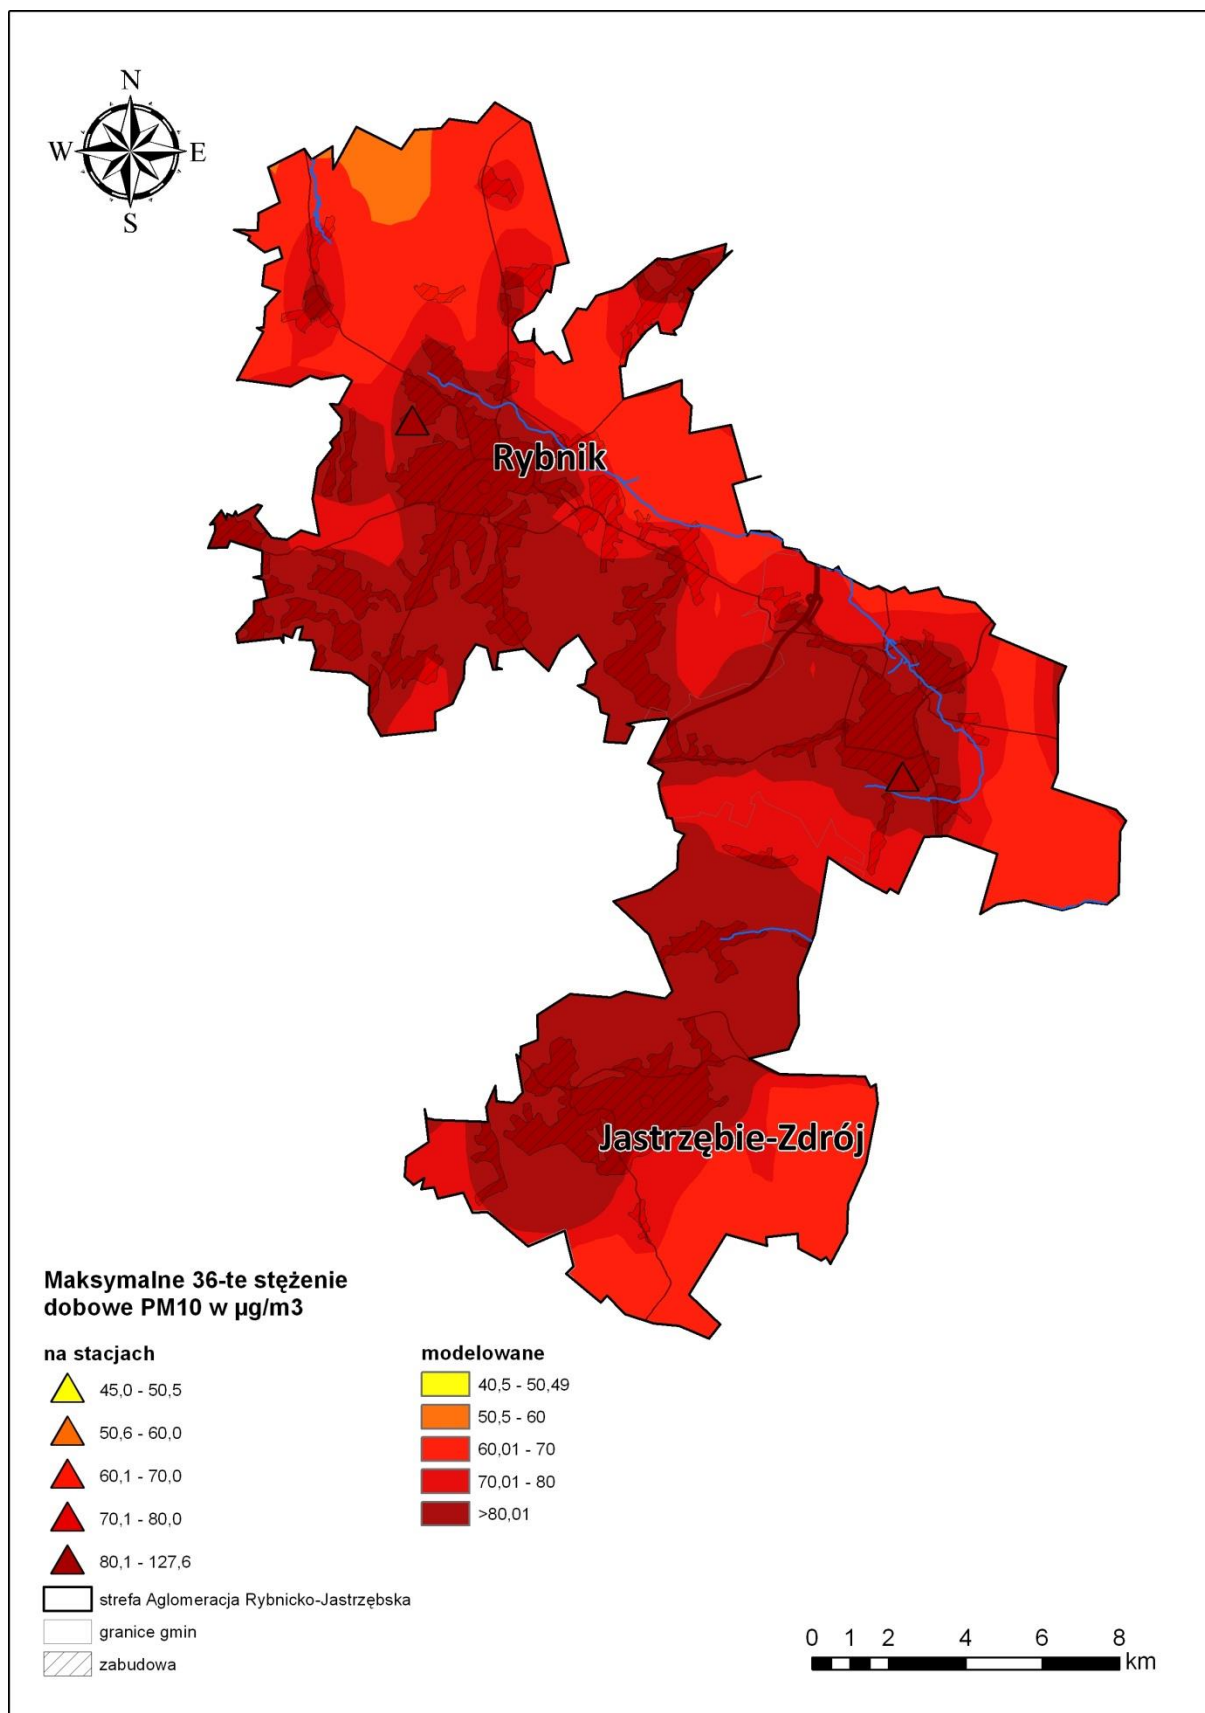 N
W E
S
Rybnik
Jastrzębie-Zdrój
Maksymalne 36-te stężenie
dobowe PM10 w µg/m3
na stacjach
45,0 - 50,5
50,6 - 60,0
60,1 - 70,0
70,1 - 80,0
80,1 - 127,6
strefa Aglomeracja Rybnicko-Jastrzębska
granice gmin
zabudowa
modelowane
40,5 - 50,49
50,5 - 60
60,01 - 70
70,01 - 80
>80,01
0 1 2 4 6 8
km